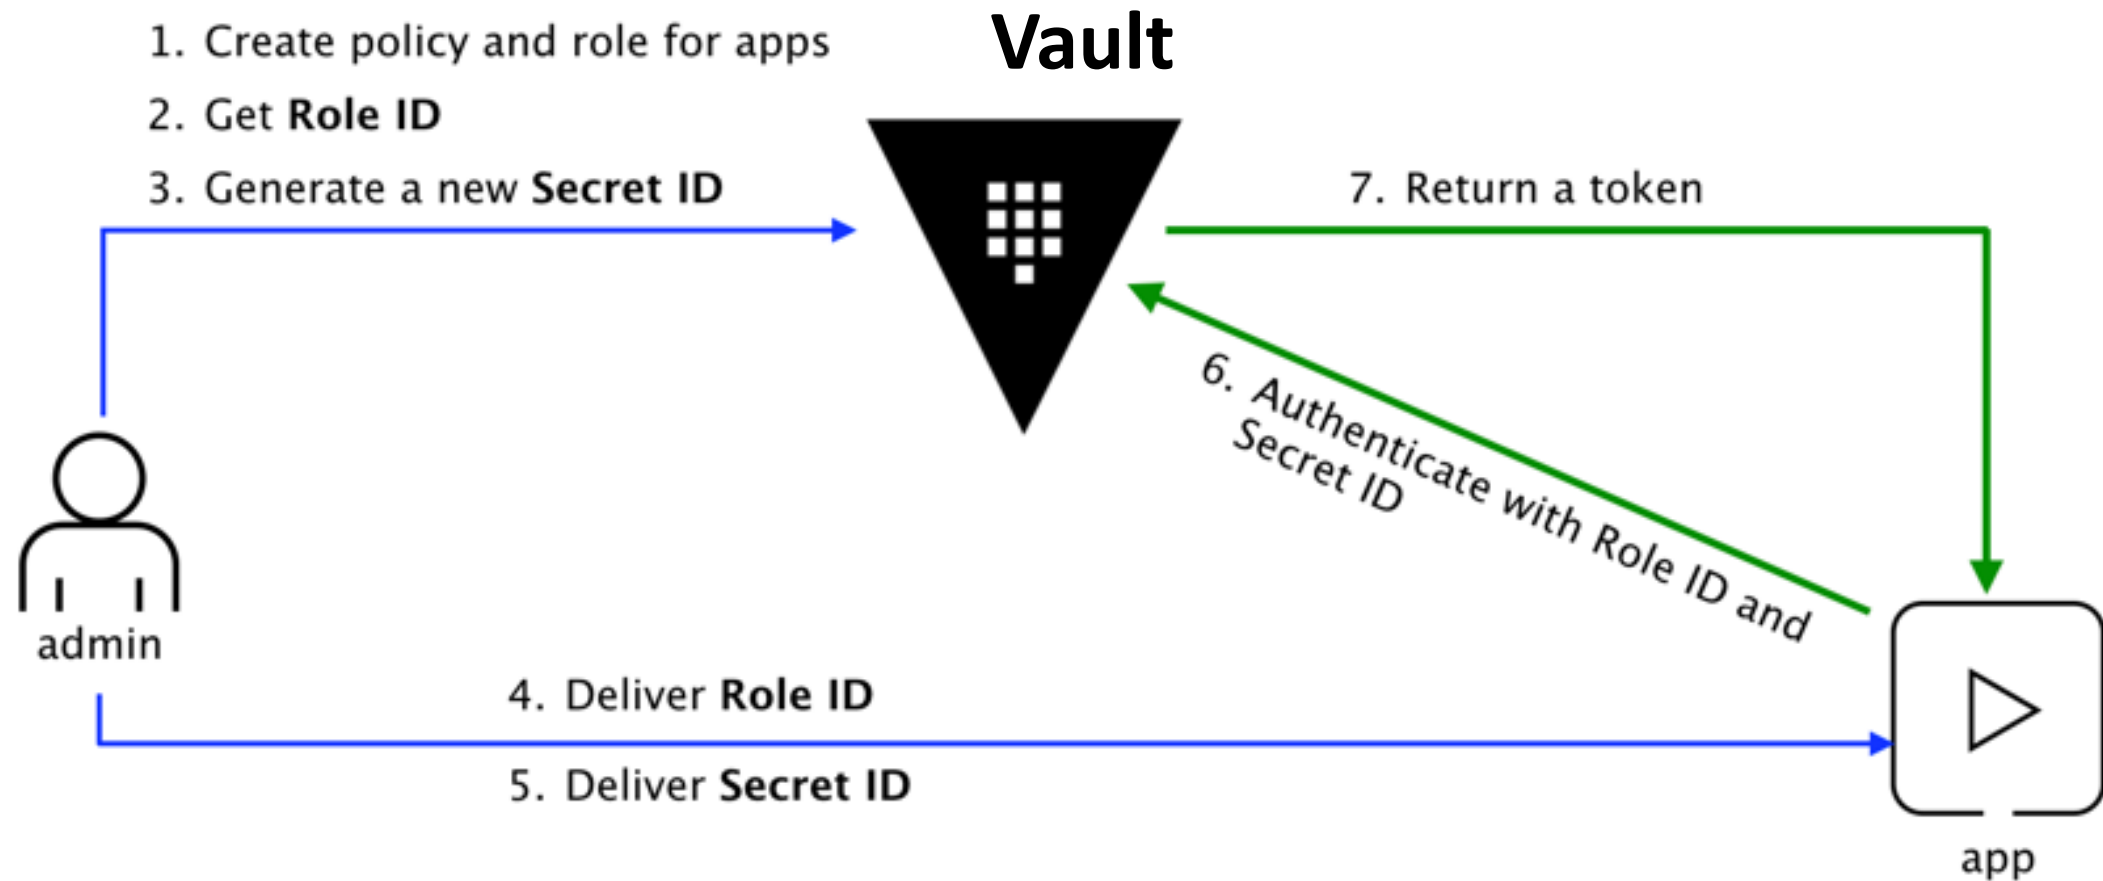 Vault
1. Create policy and role for apps
2. Get Role ID
3. Generate a new Secret ID
7. Return a token
6. Authenticate with Role ID and
Secret ID
admin
4. Deliver Role ID
5. Deliver Secret ID
app